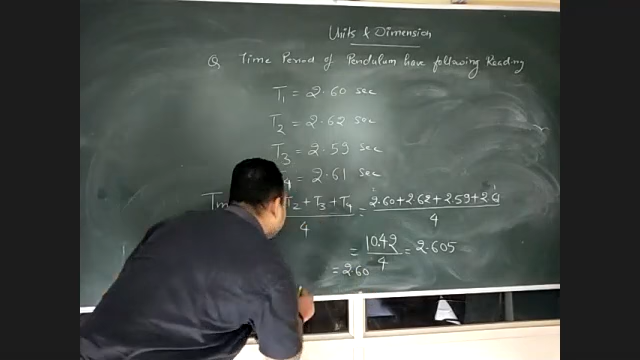 Units & Dimension
Q Time Period of Pendulum have following Reading
T1 = 2.60 sec
T2 = 2.62 sec
T3 = 2.59 sec
4 = 2.61 sec
Tm T2 + T3 + T4 / 4 = 2.60 + 2.62 + 2.59 + 2.61 / 4
= 10.42 / 4 = 2.605
= 2.60